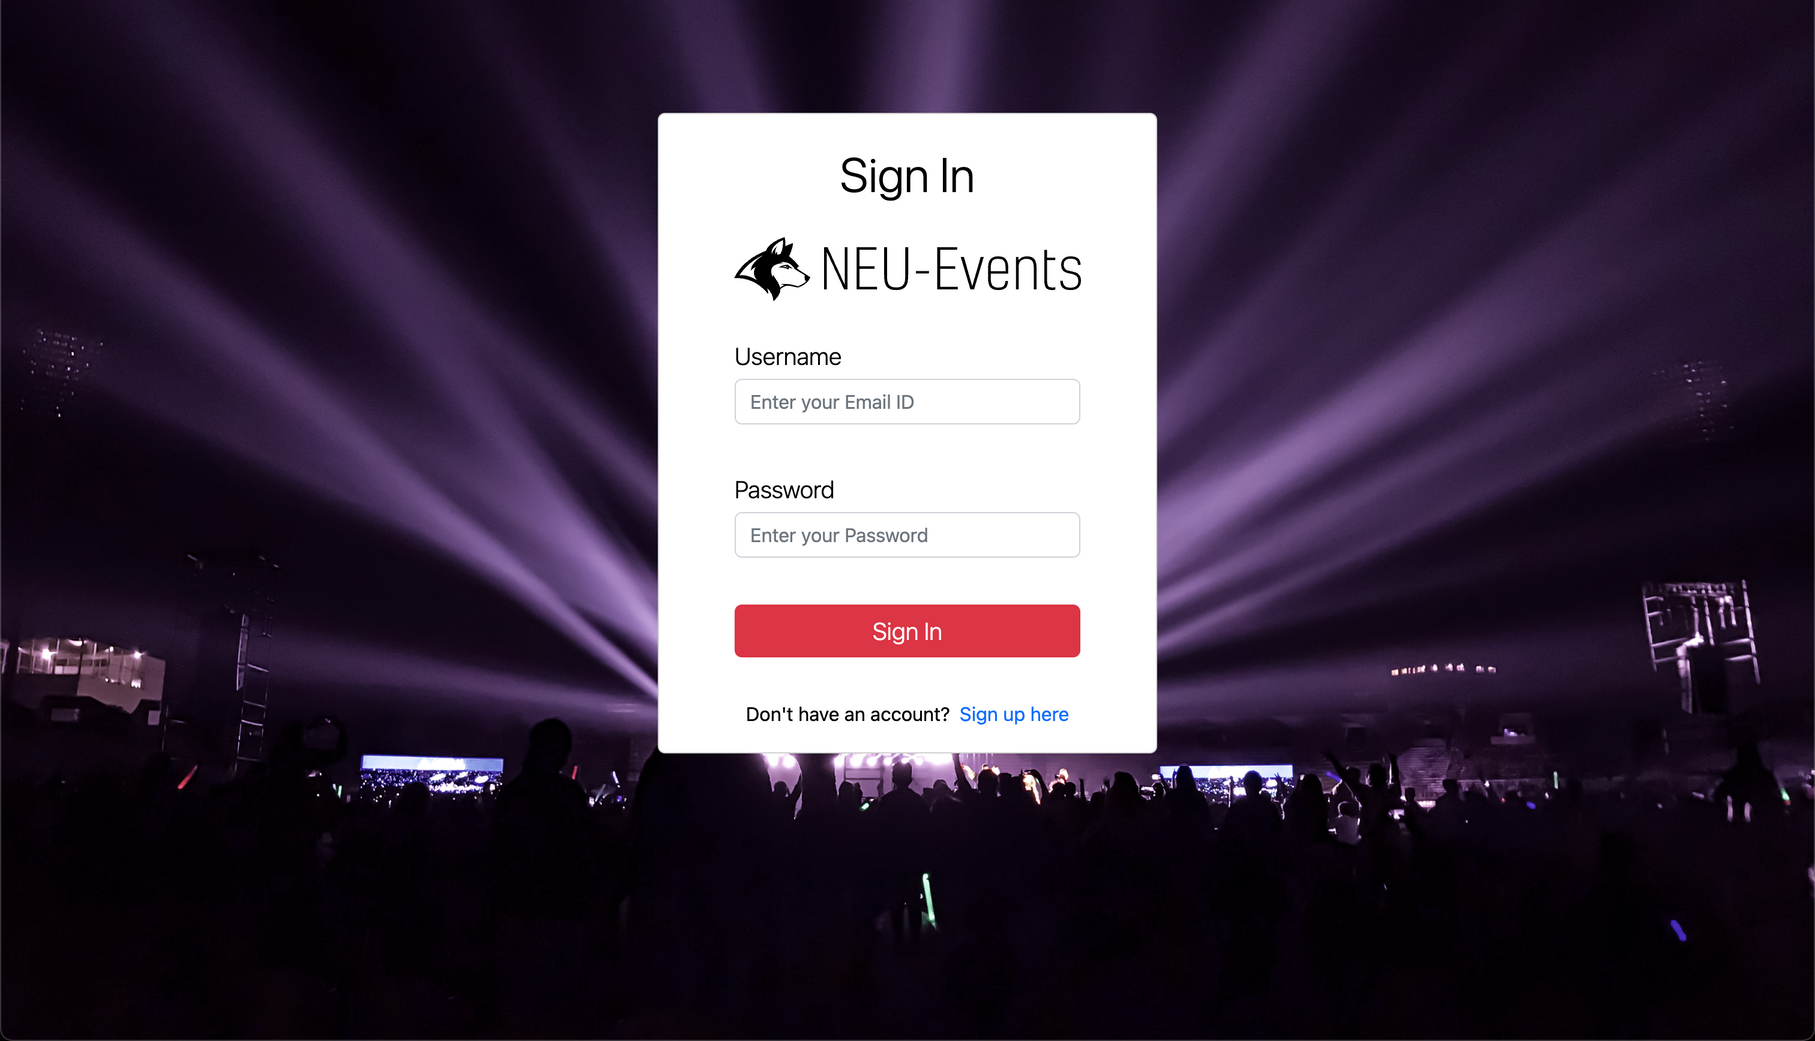 Sign In
NEU-Events
Username
Enter your Email ID
Password
Enter your Password
Sign In
Don't have an account? Sign up here